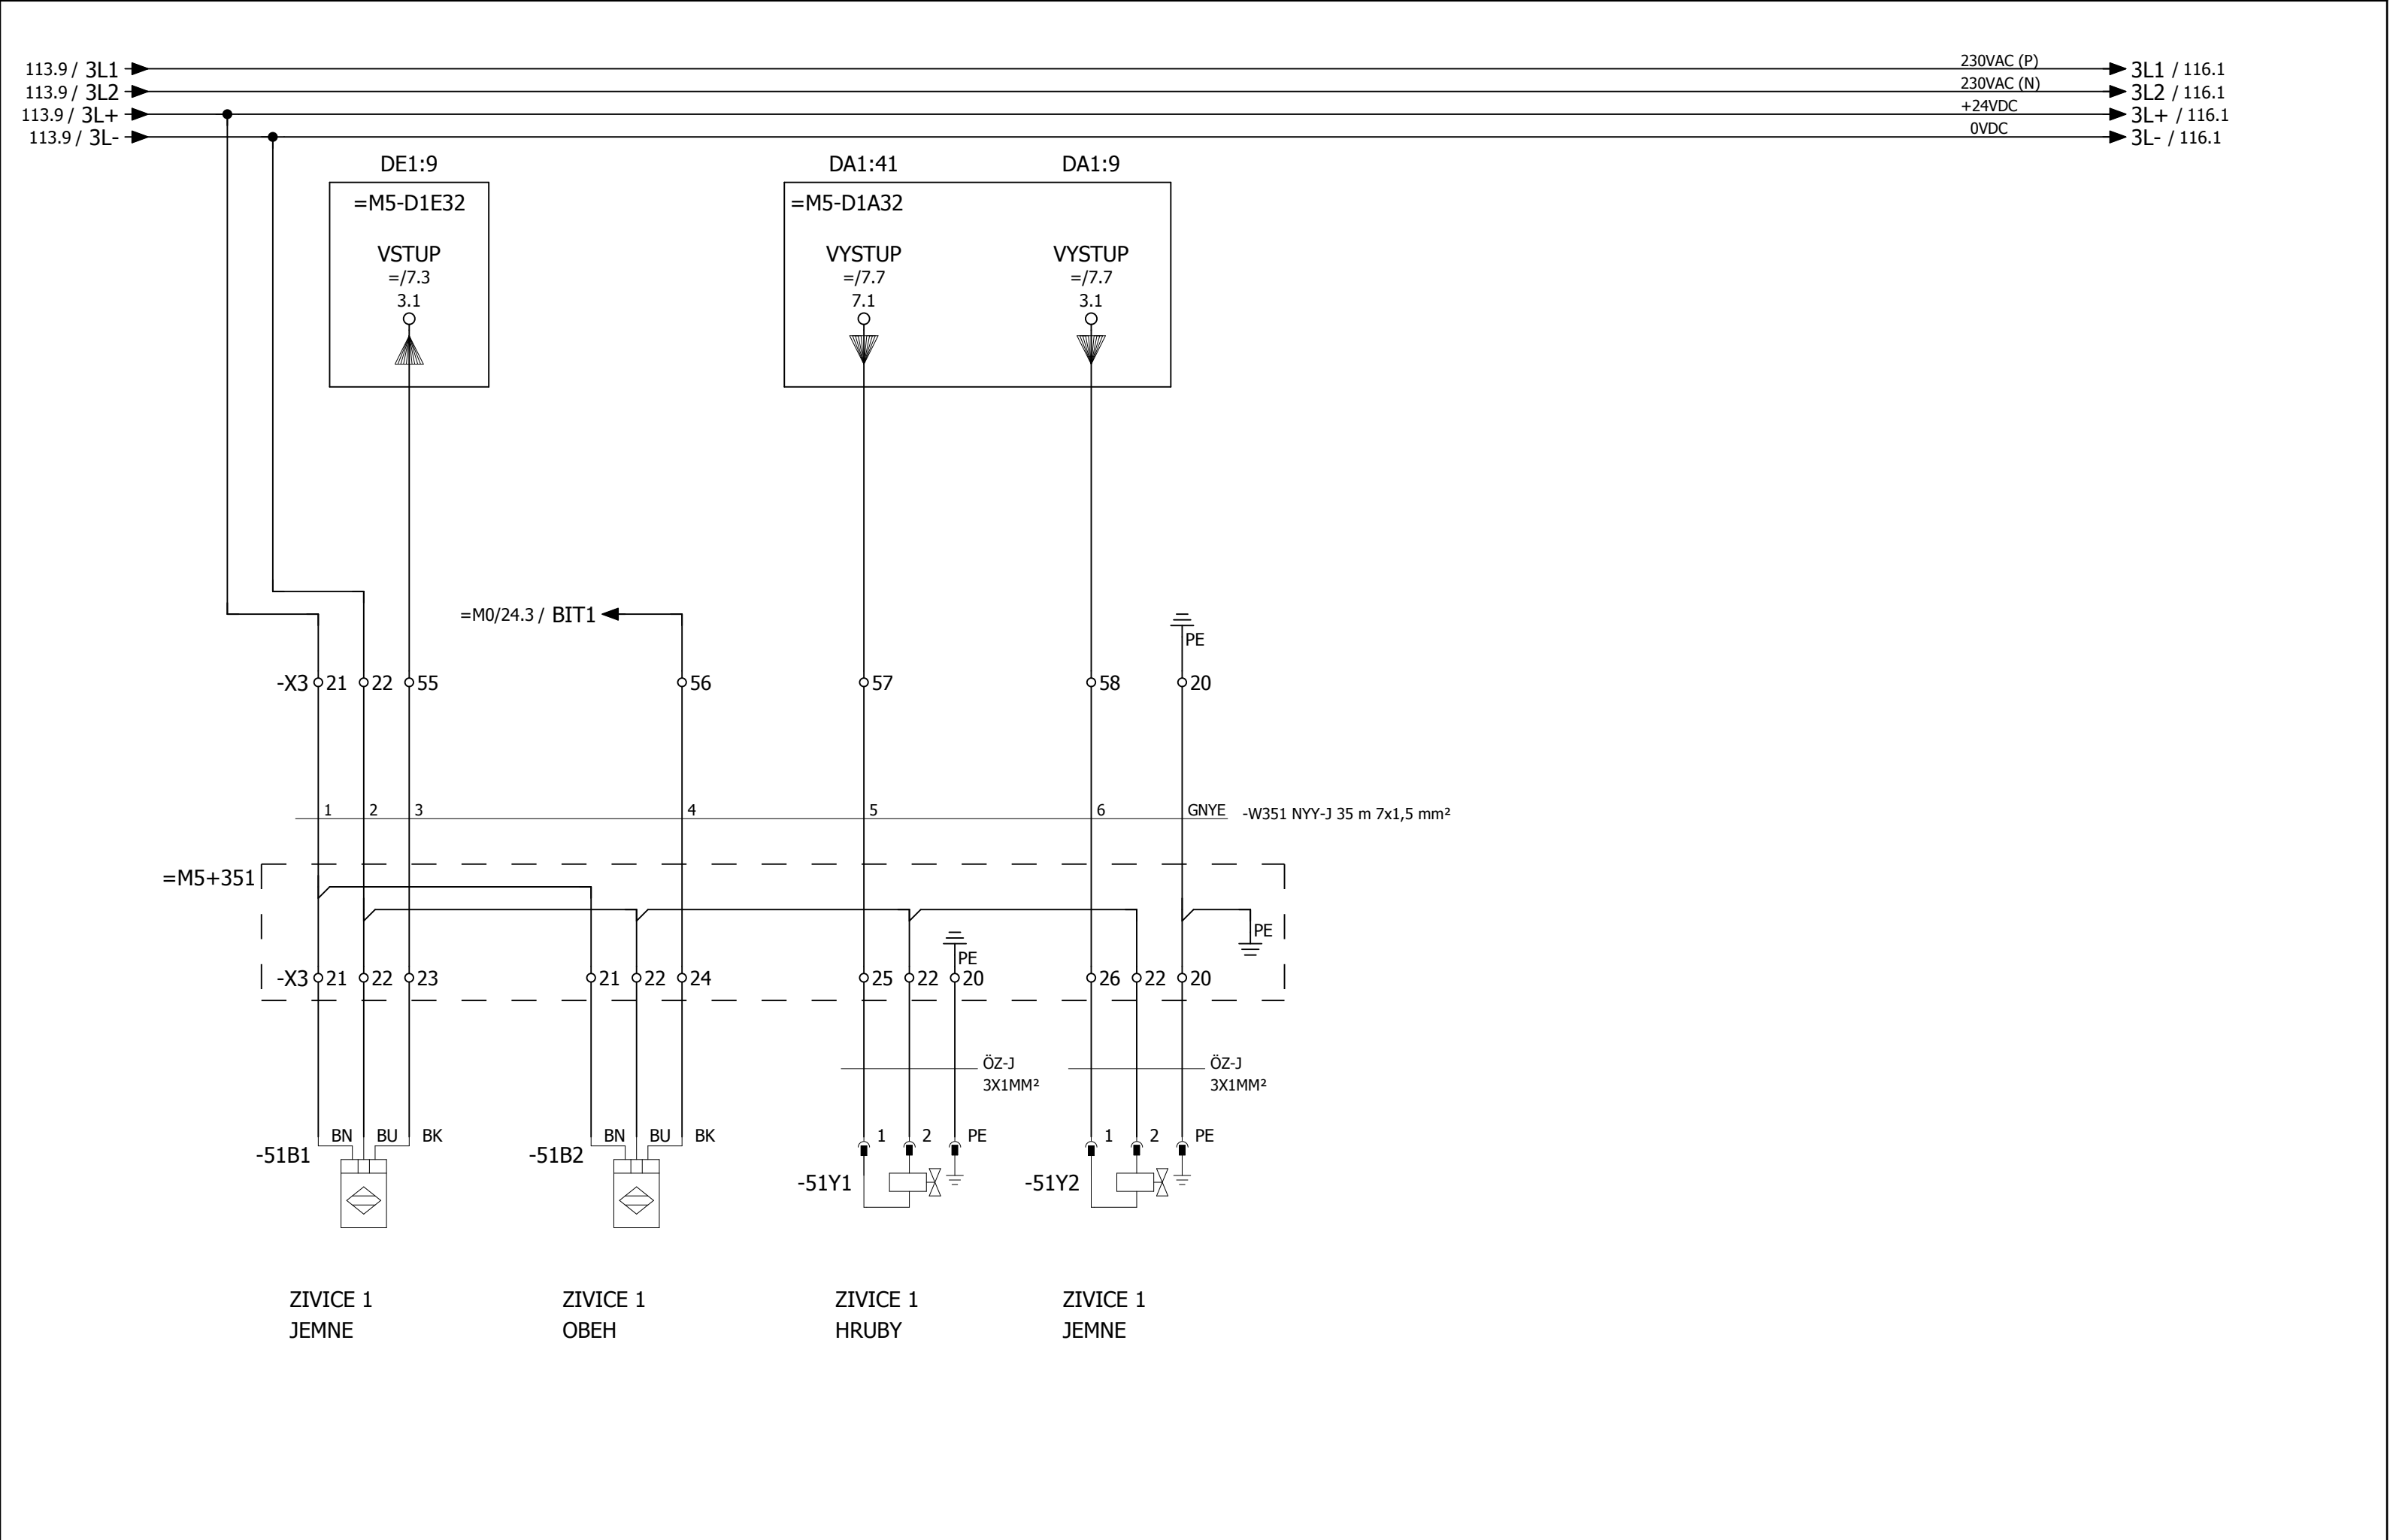 113.9 / 3L1
230VAC (P)
3L1 / 116.1
113.9 / 3L2
230VAC (N)
3L2 / 116.1
113.9 / 3L+
+24VDC
3L+ / 116.1
113.9 / 3L-
0VDC
3L- / 116.1
DE1:9
DA1:41
DA1:9
=M5-D1E32
=M5-D1A32
VSTUP
VYSTUP
VYSTUP
=/7.3
=/7.7
=/7.7
3.1
7.1
3.1
=M0/24.3 / BIT1
PE
-X3 21 22 55 56 57 58 20
1 2 3 4 5 6 GNYE -W351 NYY-J 35 m 7x1,5 mm²
=M5+351
PE
PE
-X3 21 22 23 21 22 24 25 22 20 26 22 20
ÖZ-J
3X1MM²
ÖZ-J
3X1MM²
BN BU BK BN BU BK 1 2 PE 1 2 PE
-51B1
-51B2
-51Y1
-51Y2
ZIVICE 1
JEMNE
ZIVICE 1
OBEH
ZIVICE 1
HRUBY
ZIVICE 1
JEMNE